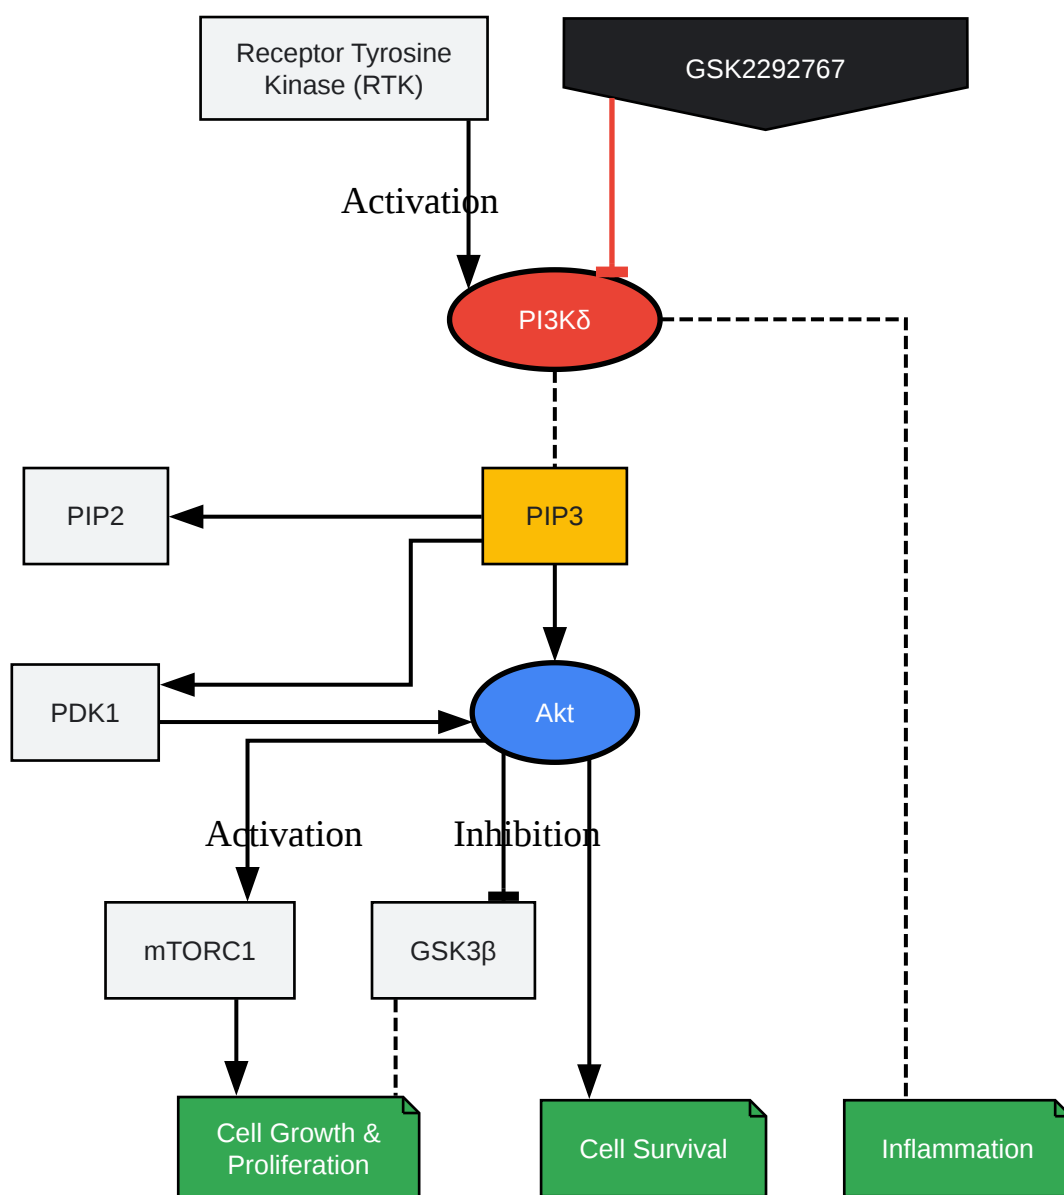 Receptor Tyrosine
Kinase (RTK)
GSK2292767
Activation
PI3Kδ
PIP2
PIP3
PDK1
Akt
Activation
Inhibition
mTORC1
GSK3β
Cell Growth &
Proliferation
Cell Survival
Inflammation